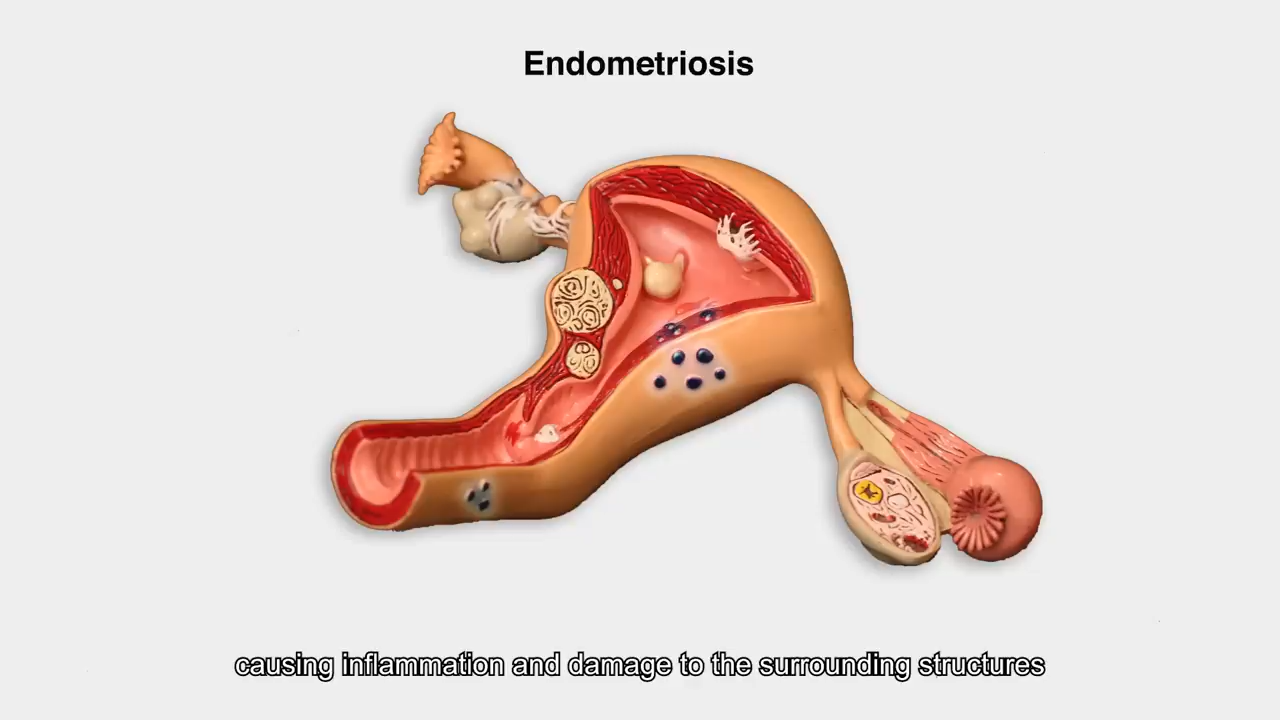 Endometriosis
causing inflammation and damage to the surrounding structures